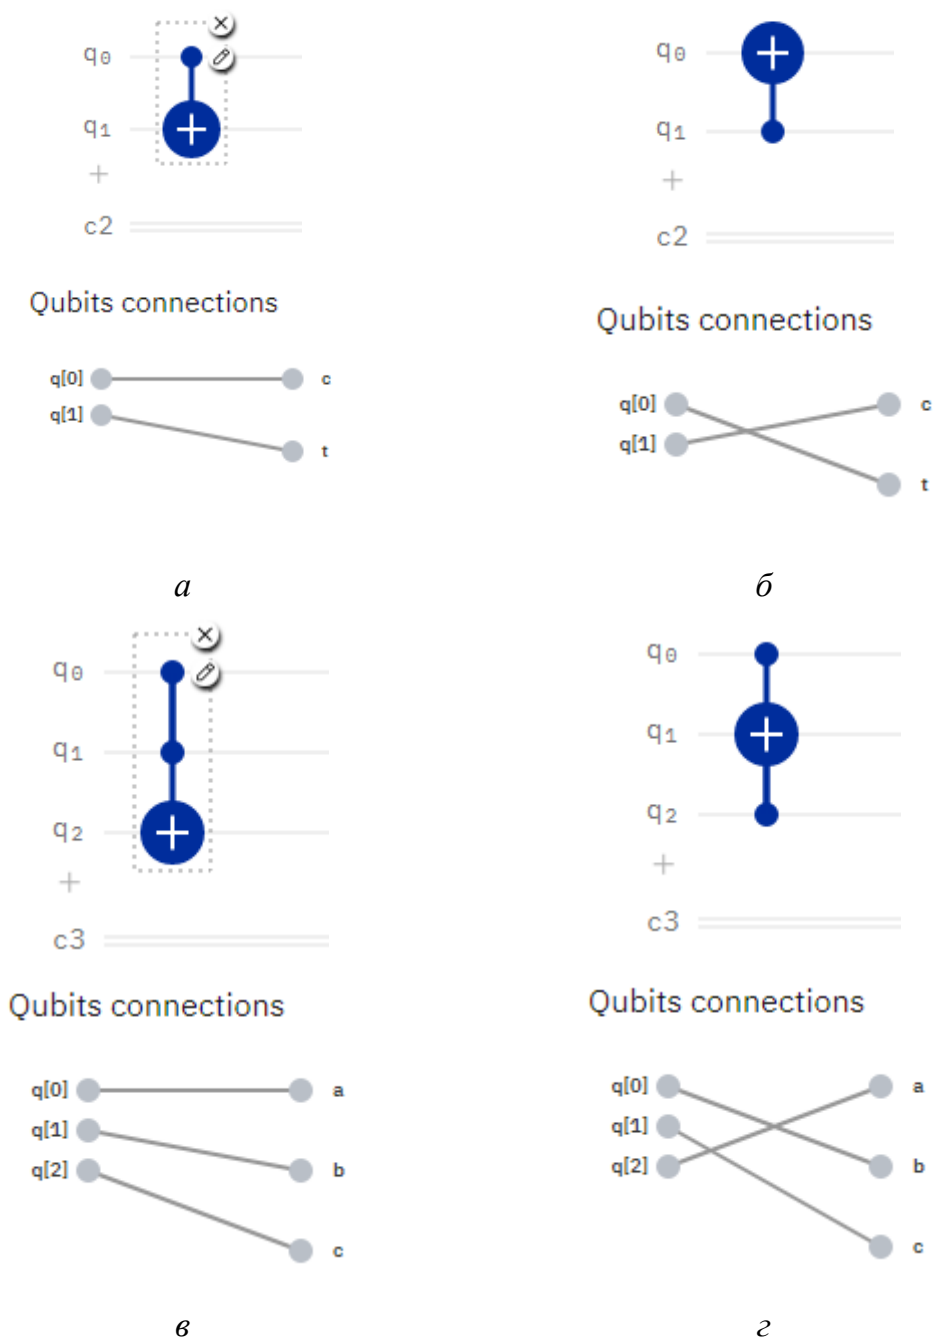 q0
q1
+
c2
Qubits connections
q[0] c
q[1]
t
а
q0
q1
+
c2
Qubits connections
q[0] c
q[1]
t
б
q0
q1
q2
+
c3
Qubits connections
q[0] a
q[1]
q[2] b
c
в
q0
q1
q2
+
c3
Qubits connections
q[0] a
q[1]
q[2] b
c
г